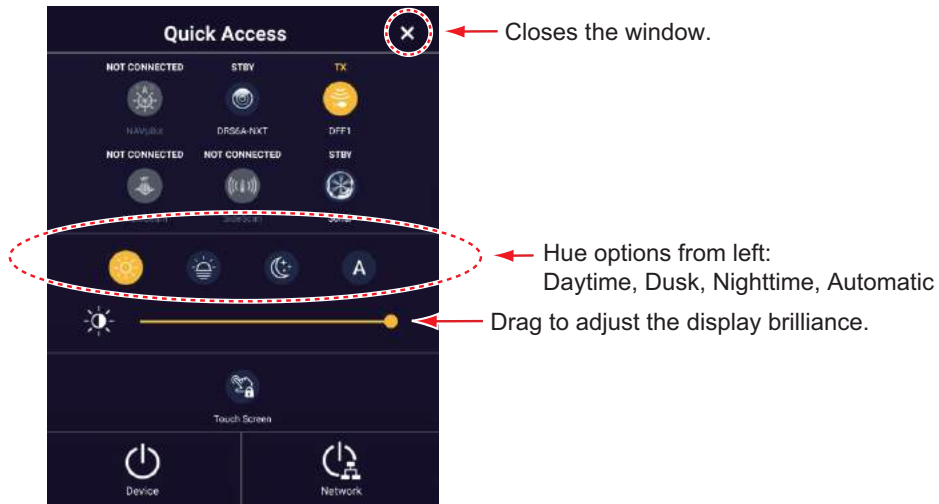 Quick Access
Closes the window.
NOT CONNECTED STBY TX
NAVpilot DRS6A-NXT DFF1
NOT CONNECTED NOT CONNECTED STBY
A
Hue options from left:
Daytime, Dusk, Nighttime, Automatic
Drag to adjust the display brilliance.
Touch Screen
Device Network